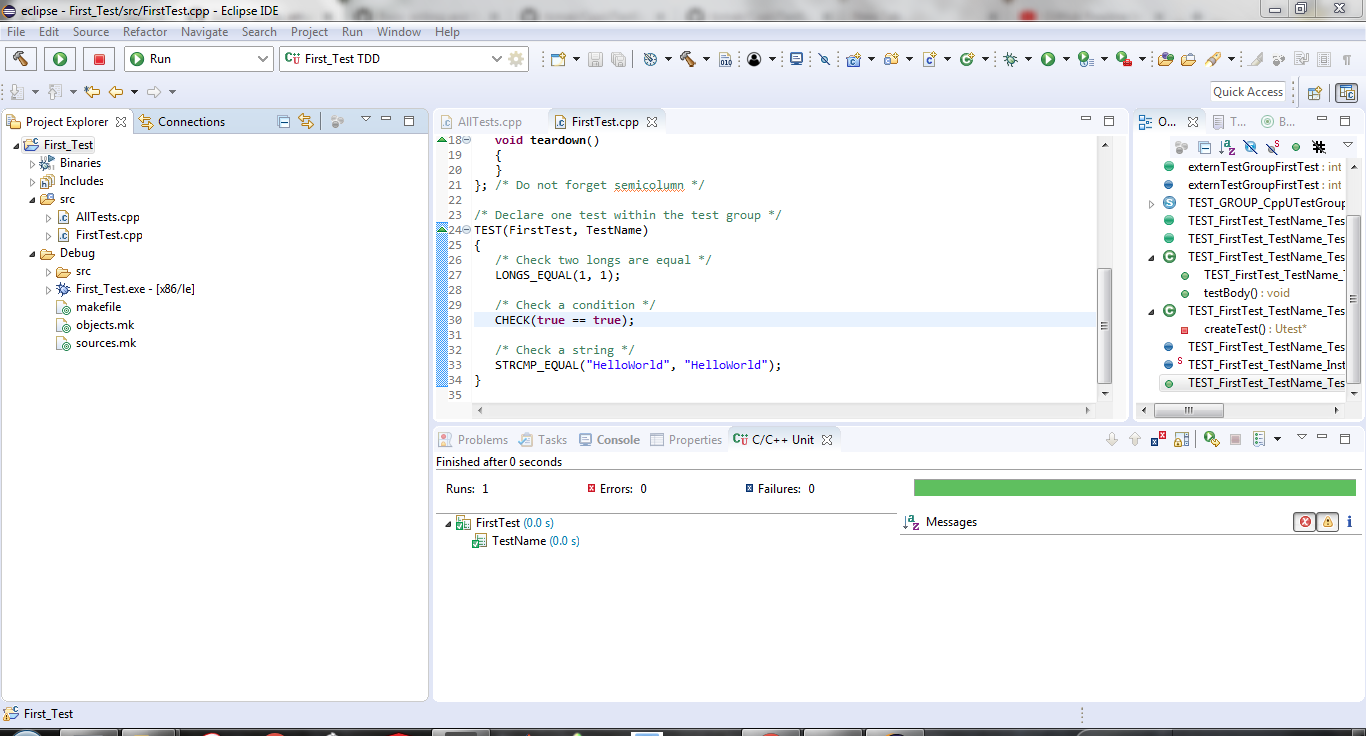 eclipse - First_Test/src/FirstTest.cpp - Eclipse IDE
File Edit Source Refactor Navigate Search Project Run Window Help
Run
First_Test TDD
Quick Access
Project Explorer
Connections
First_Test
Binaries
Includes
src
AllTests.cpp
FirstTest.cpp
Debug
src
First_Test.exe - [x86/le]
makefile
objects.mk
sources.mk
AllTests.cpp
FirstTest.cpp
18 void teardown()
19 {
20 }
21 }; /* Do not forget semicolumn */
22
23 /* Declare one test within the test group */
24 TEST(FirstTest, TestName)
25 {
26 /* Check two longs are equal */
27 LONGS_EQUAL(1, 1);
28
29 /* Check a condition */
30 CHECK(true == true);
31
32 /* Check a string */
33 STRCMP_EQUAL("HelloWorld", "HelloWorld");
34 }
35
O...
T...
B...
externTestGroupFirstTest : int
externTestGroupFirstTest : int
TEST_GROUP_CppUTestGroup
TEST_FirstTest_TestName_Tes
TEST_FirstTest_TestName_Tes
TEST_FirstTest_TestName_Tes
TEST_FirstTest_TestName_
testBody() : void
TEST_FirstTest_TestName_Tes
createTest() : Utest*
TEST_FirstTest_TestName_Tes
TEST_FirstTest_TestName_Inst
TEST_FirstTest_TestName_Tes
Problems
Tasks
Console
Properties
C/C++ Unit
Finished after 0 seconds
Runs: 1
Errors: 0
Failures: 0
FirstTest (0.0 s)
TestName (0.0 s)
Messages
First_Test